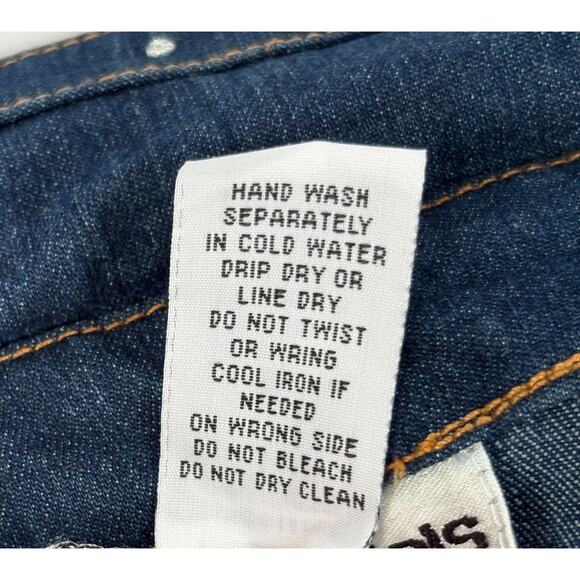 HAND WASH
SEPARATELY
IN COLD WATER
DRIP DRY OR
LINE DRY
DO NOT TWIST
OR WRING
COOL IRON IF
NEEDED
ON WRONG SIDE
DO NOT BLEACH
DO NOT DRY CLEAN